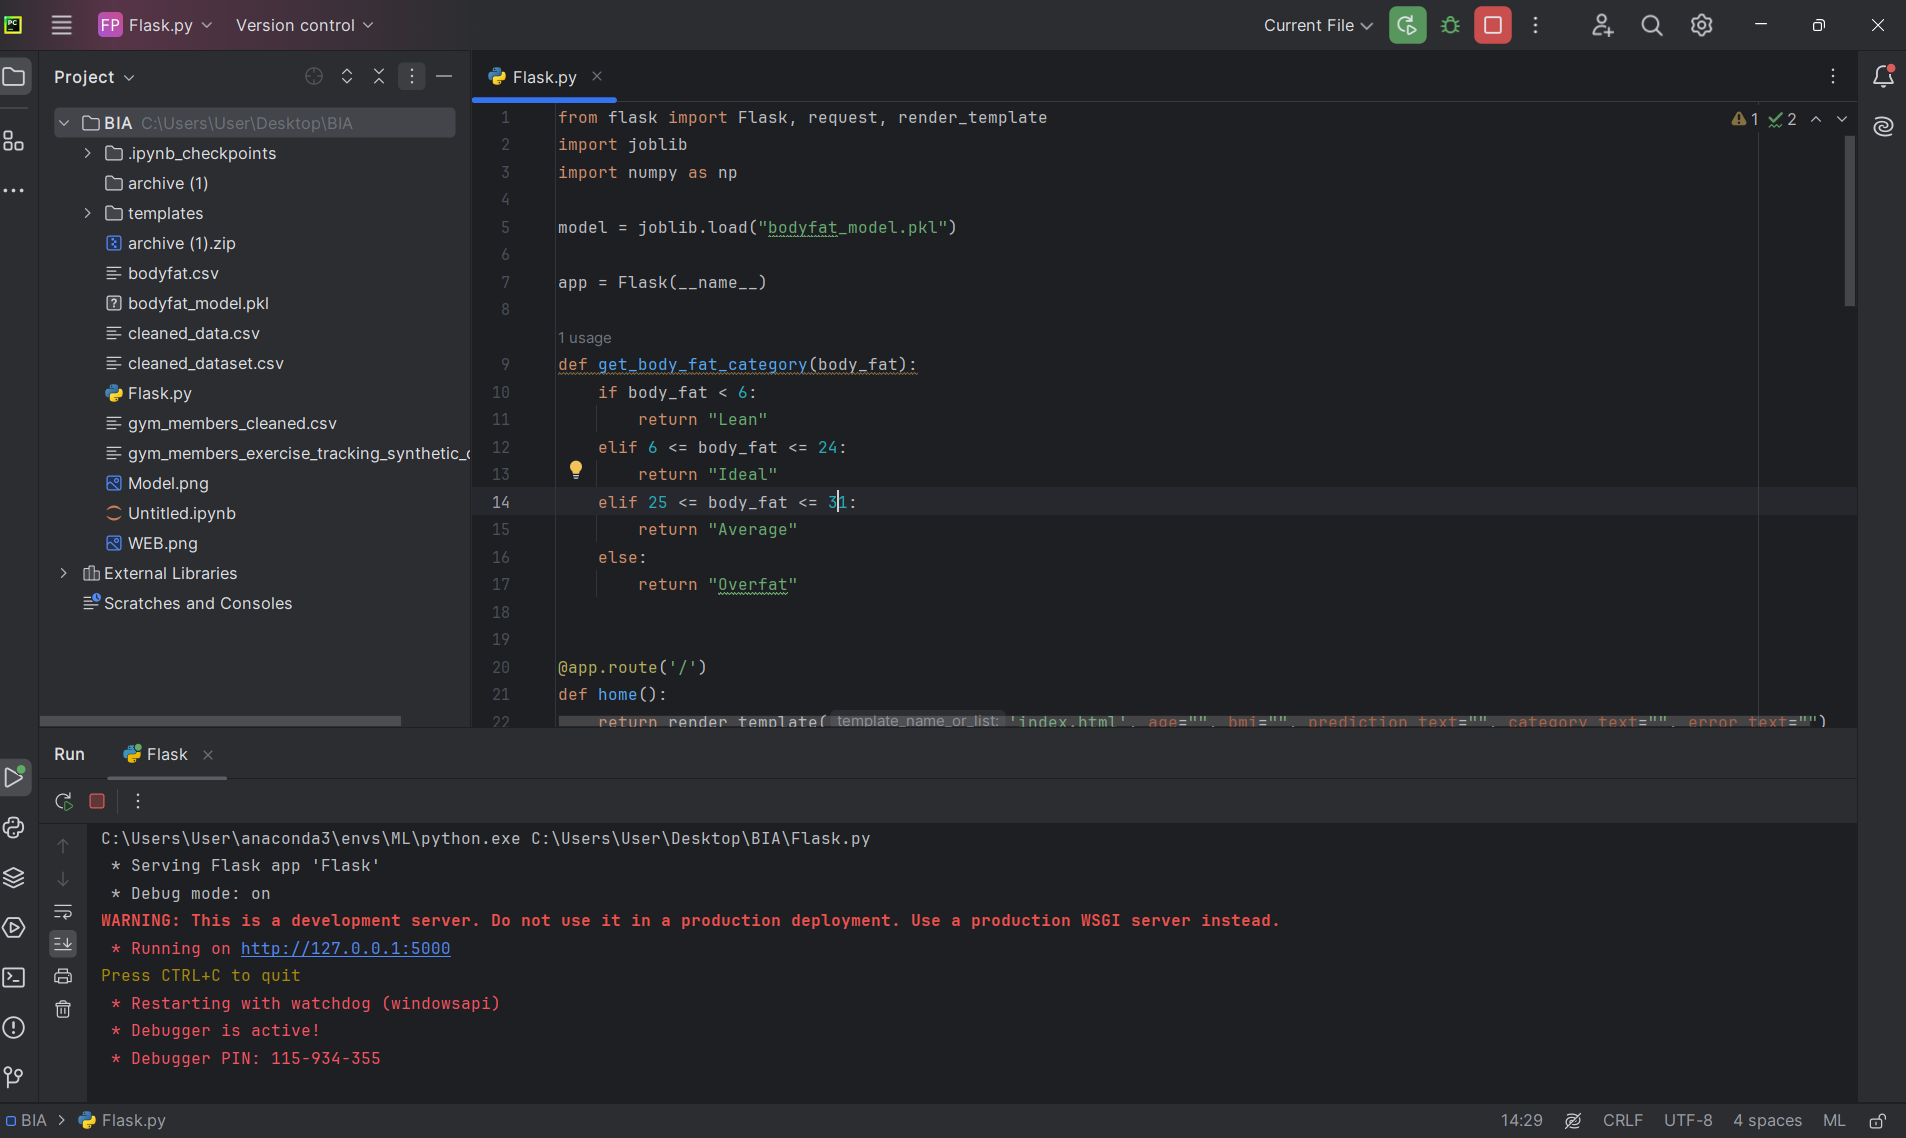 PC
FP Flask.py Version control
Current File
Project
Flask.py
BIA C:\Users\User\Desktop\BIA
.ipynb_checkpoints
archive (1)
templates
archive (1).zip
bodyfat.csv
bodyfat_model.pkl
cleaned_data.csv
cleaned_dataset.csv
Flask.py
gym_members_cleaned.csv
gym_members_exercise_tracking_synthetic_
Model.png
Untitled.ipynb
WEB.png
External Libraries
Scratches and Consoles
1 2
1 from flask import Flask, request, render_template
2 import joblib
3 import numpy as np
4
5 model = joblib.load("bodyfat_model.pkl")
6
7 app = Flask(__name__)
8
1 usage
9 def get_body_fat_category(body_fat):
10 if body_fat < 6:
11 return "Lean"
12 elif 6 <= body_fat <= 24:
13 return "Ideal"
14 elif 25 <= body_fat <= 31:
15 return "Average"
16 else:
17 return "Overfat"
18
19
20 @app.route('/')
21 def home():
22 return render_template( template_name_or_list: 'index.html', age="", bmi="", prediction_text="", category_text="", error_text="")
Run Flask
C:\Users\User\anaconda3\envs\ML\python.exe C:\Users\User\Desktop\BIA\Flask.py
* Serving Flask app 'Flask'
* Debug mode: on
WARNING: This is a development server. Do not use it in a production deployment. Use a production WSGI server instead.
* Running on http://127.0.0.1:5000
Press CTRL+C to quit
* Restarting with watchdog (windowsapi)
* Debugger is active!
* Debugger PIN: 115-934-355
BIA > Flask.py
14:29 CRLF UTF-8 4 spaces ML